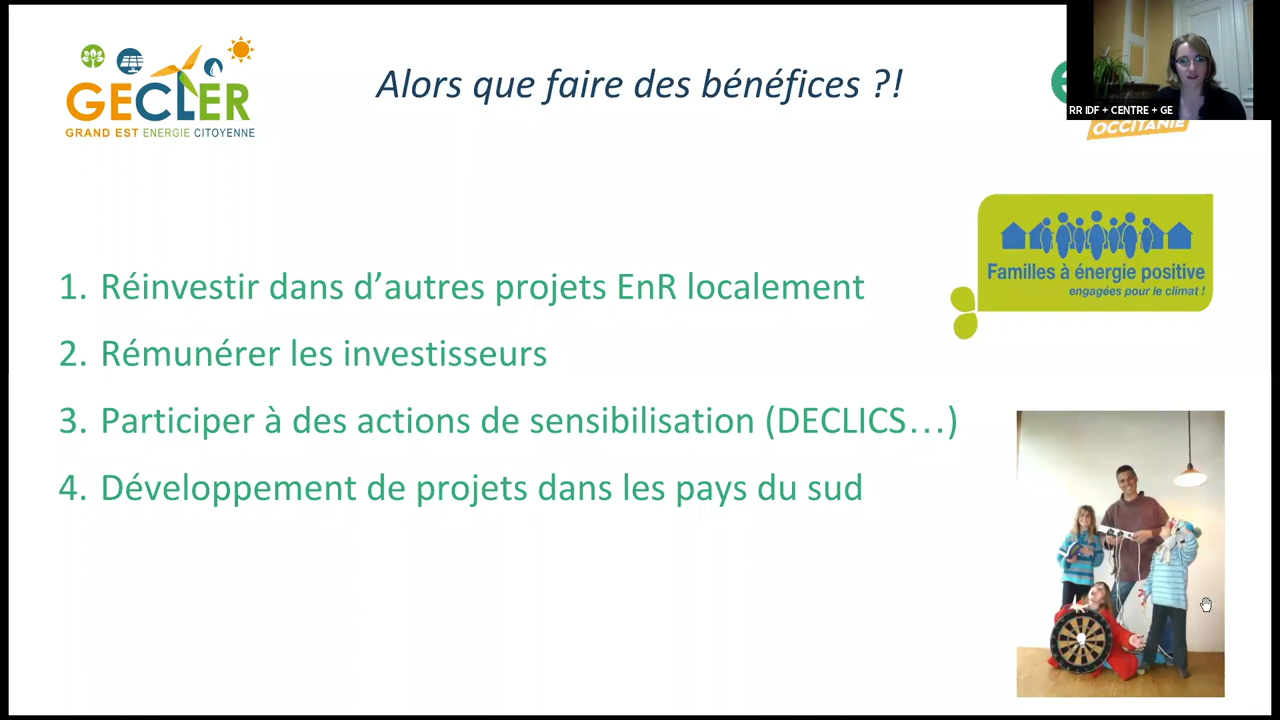 GECLER
GRAND EST ENERGIE CITOYENNE
Alors que faire des bénéfices ?!
RR IDF + CENTRE + GE
OCCITANIE
Familles à énergie positive
engagées pour le climat !
1. Réinvestir dans d’autres projets EnR localement
2. Rémunérer les investisseurs
3. Participer à des actions de sensibilisation (DECLICS…)
4. Développement de projets dans les pays du sud